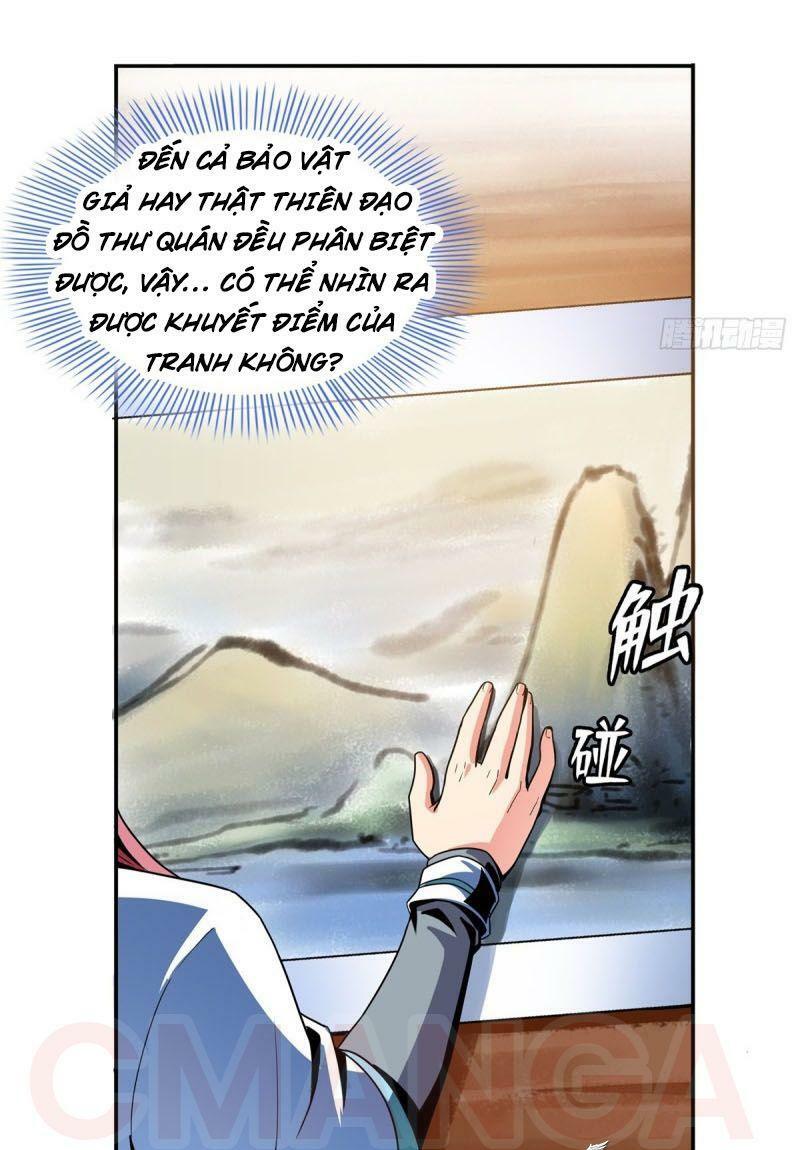 ĐẾN CẢ BẢO VẬT
GIẢ HAY THẬT THIÊN ĐẠO
ĐỒ THƯ QUÁN ĐỀU PHÂN BIỆT
ĐƯỢC, VẬY... CÓ THỂ NHÌN RA
ĐƯỢC KHUYẾT ĐIỂM CỦA
TRANH KHÔNG?
腾讯动漫
触
碰
CMANGA